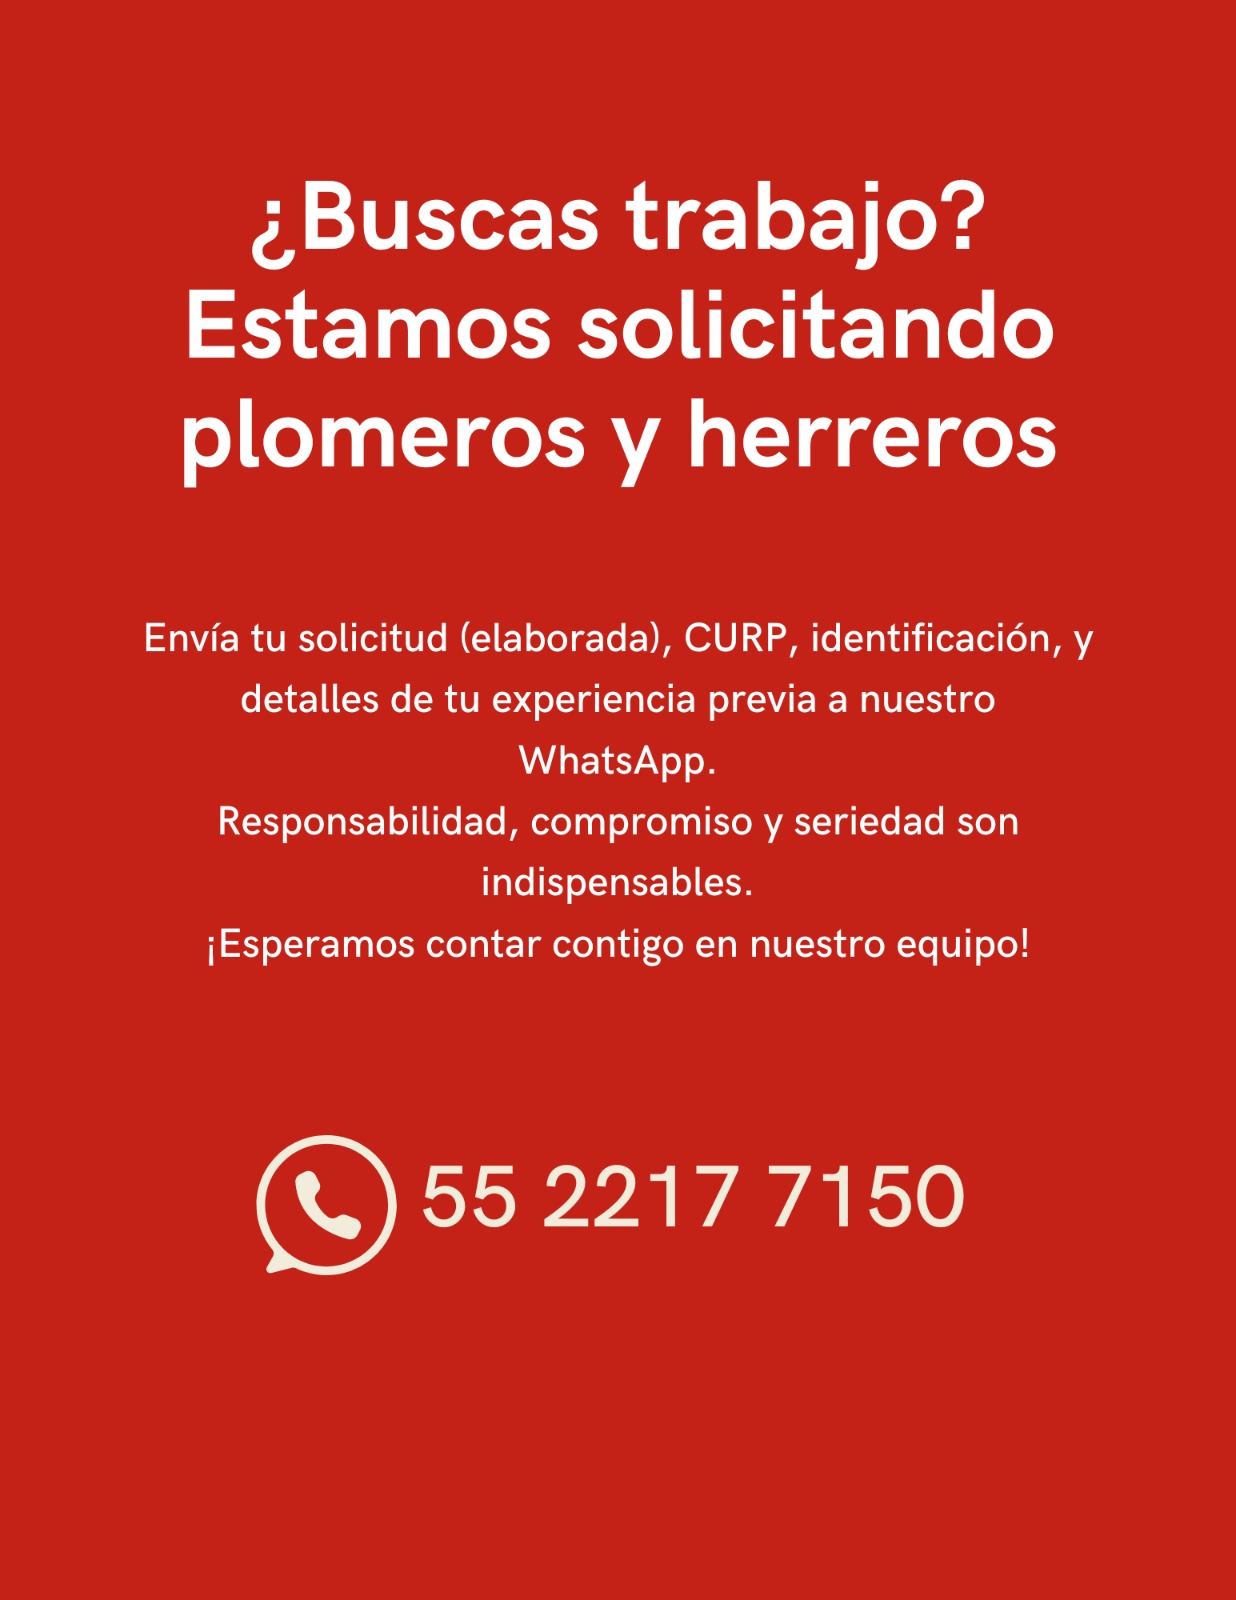 ¿Buscas trabajo?
Estamos solicitando
plomeros y herreros
Envía tu solicitud (elaborada), CURP, identificación, y
detalles de tu experiencia previa a nuestro
WhatsApp.
Responsabilidad, compromiso y seriedad son
indispensables.
¡Esperamos contar contigo en nuestro equipo!
55 2217 7150